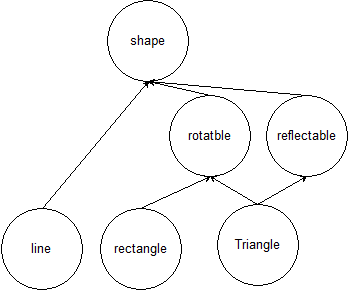 shape
rotatble
reflectable
line
rectangle
Triangle